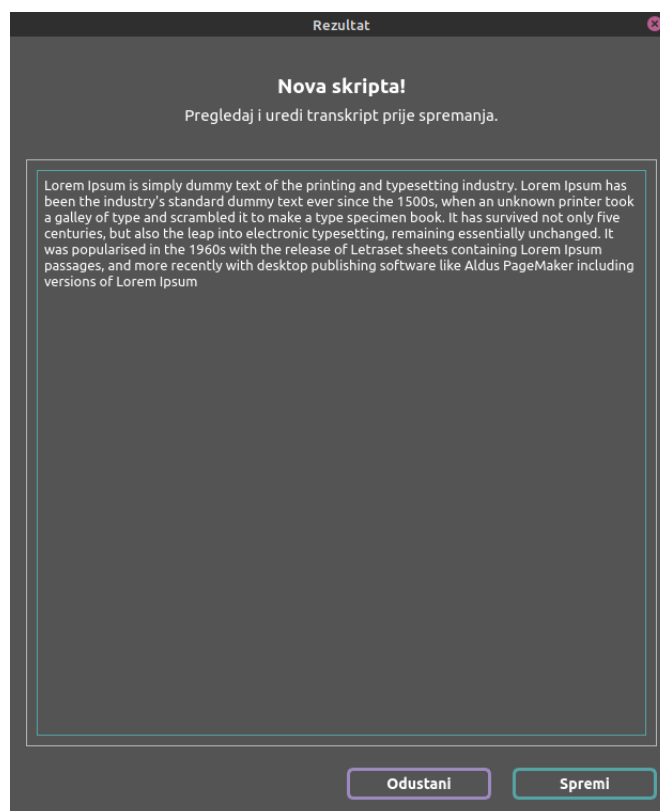 Rezultat
Nova skripta!
Pregledaj i uredi transkript prije spremanja.
Lorem Ipsum is simply dummy text of the printing and typesetting industry. Lorem Ipsum has
been the industry's standard dummy text ever since the 1500s, when an unknown printer took
a galley of type and scrambled it to make a type specimen book. It has survived not only five
centuries, but also the leap into electronic typesetting, remaining essentially unchanged. It
was popularised in the 1960s with the release of Letraset sheets containing Lorem Ipsum
passages, and more recently with desktop publishing software like Aldus PageMaker including
versions of Lorem Ipsum
Odustani
Spremi